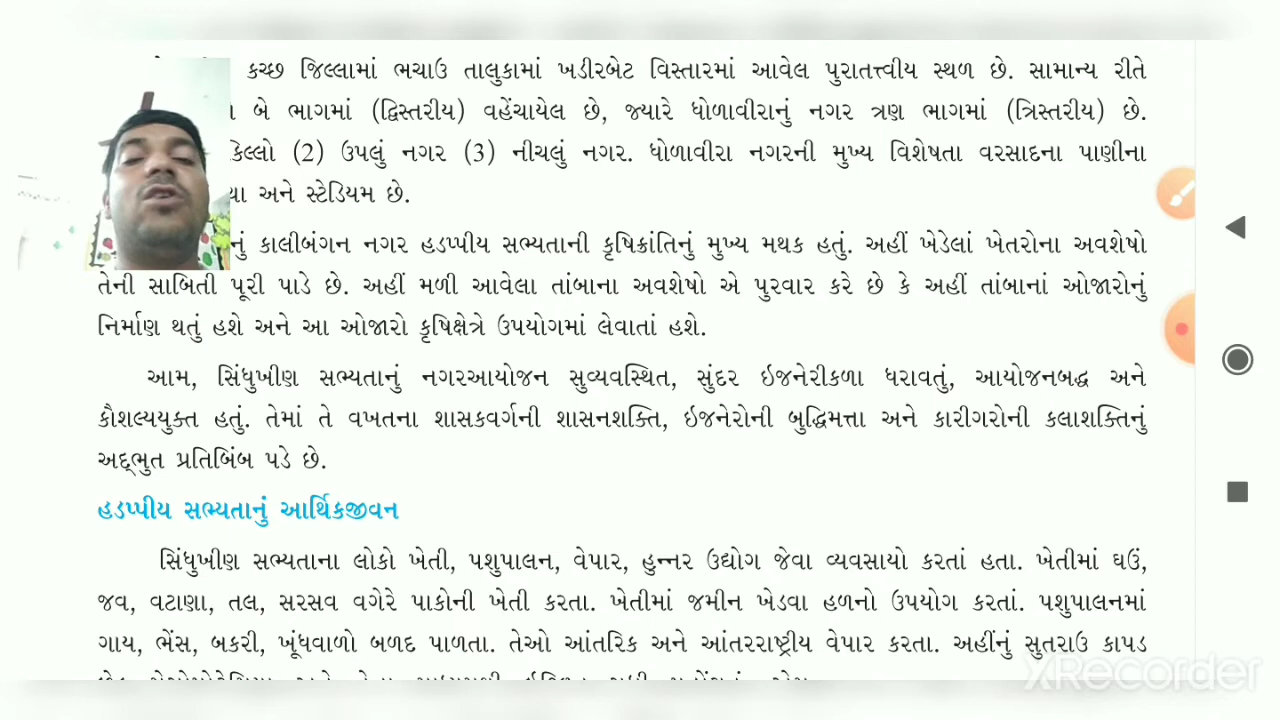 કચ્છ જિલ્લામાં ભચાઉ તાલુકામાં ખડીરબેટ વિસ્તારમાં આવેલ પુરાતત્ત્વીય સ્થળ છે. સામાન્ય રીતે
બે ભાગમાં (દ્વિસ્તરીય) વહેંચાયેલ છે, જ્યારે ધોળાવીરાનું નગર ત્રણ ભાગમાં (ત્રિસ્તરીય) છે.
(2) ઉપલું નગર (3) નીચલું નગર. ધોળાવીરા નગરની મુખ્ય વિશેષતા વરસાદના પાણીના
અને સ્ટેડિયમ છે.
કાલીબંગન નગર હડપ્પીય સભ્યતાની કૃષિક્રાંતિનું મુખ્ય મથક હતું. અહીં ખેડેલાં ખેતરોના અવશેષો
તેની સાબિતી પૂરી પાડે છે. અહીં મળી આવેલા તાંબાના અવશેષો એ પુરવાર કરે છે કે અહીં તાંબાનાં ઓજારોનું
નિર્માણ થતું હશે અને આ ઓજારો કૃષિક્ષેત્રે ઉપયોગમાં લેવાતાં હશે.
આમ, સિંધુખીણ સભ્યતાનું નગરઆયોજન સુવ્યવસ્થિત, સુંદર ઇજનેરીકળા ધરાવતું, આયોજનબદ્ધ અને
કૌશલ્યયુક્ત હતું. તેમાં તે વખતના શાસકવર્ગની શાસનશક્તિ, ઇજનેરોની બુદ્ધિમત્તા અને કારીગરોની કલાશક્તિનું
અદ્ભુત પ્રતિબિંબ પડે છે.
હડપ્પીય સભ્યતાનું આર્થિકજીવન
સિંધુખીણ સભ્યતાના લોકો ખેતી, પશુપાલન, વેપાર, હુન્નર ઉદ્યોગ જેવા વ્યવસાયો કરતાં હતા. ખેતીમાં ઘઉં,
જવ, વટાણા, તલ, સરસવ વગેરે પાકોની ખેતી કરતા. ખેતીમાં જમીન ખેડવા હળનો ઉપયોગ કરતાં. પશુપાલનમાં
ગાય, ભેંસ, બકરી, ખૂંધવાળો બળદ પાળતા. તેઓ આંતરિક અને આંતરરાષ્ટ્રીય વેપાર કરતા. અહીંનું સુતરાઉ કાપડ
XRecorder